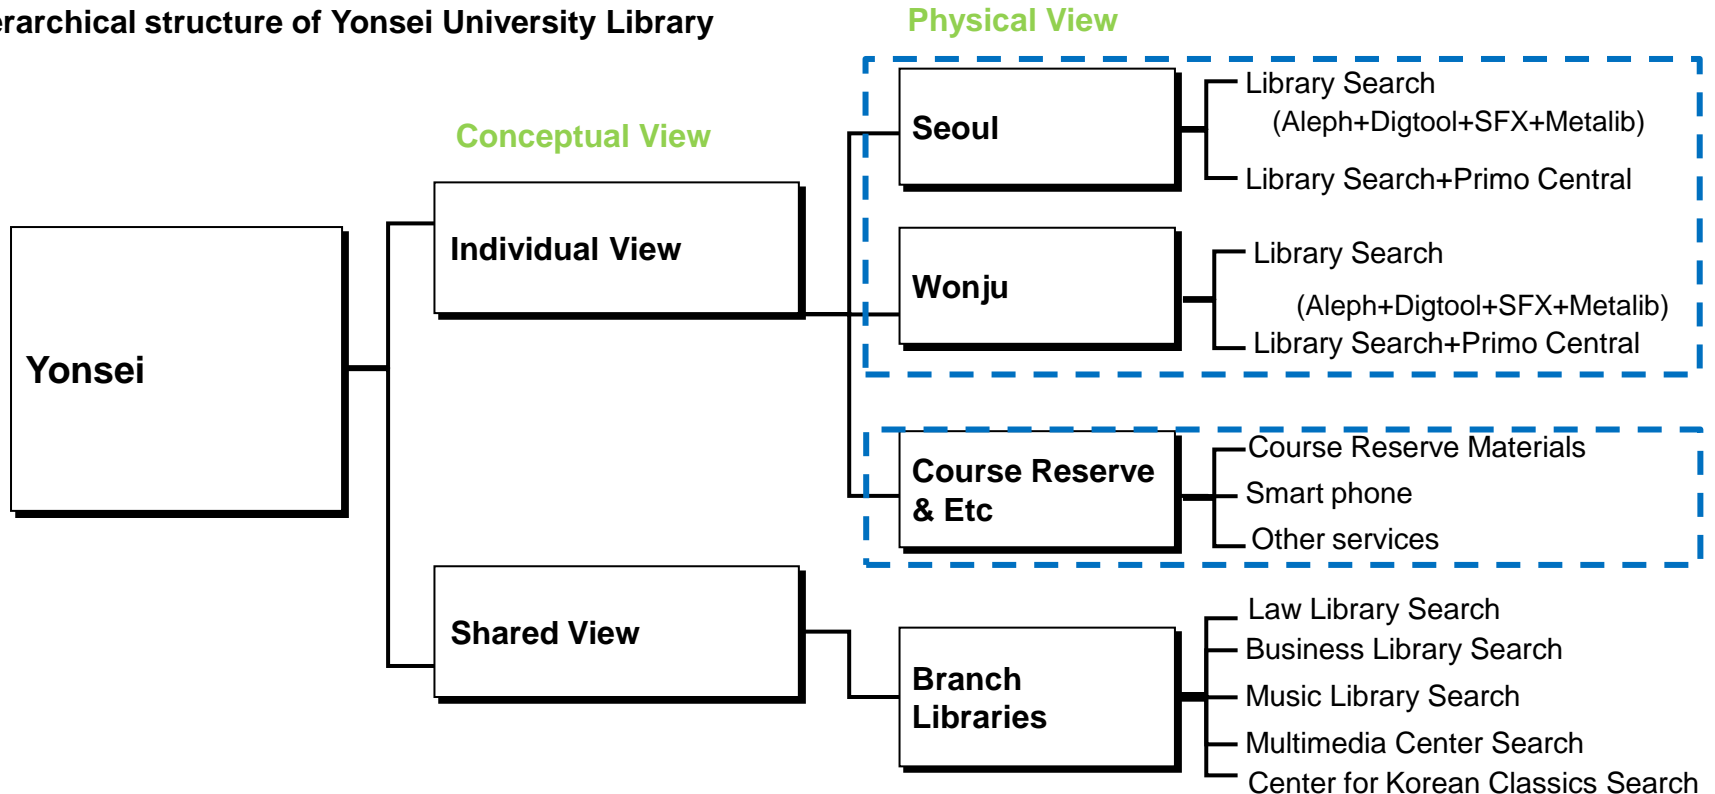 erarchical structure of Yonsei University Library
Physical View
Conceptual View
Yonsei
Individual View
Shared View
Seoul
Library Search
(Aleph+Digtool+SFX+Metalib)
Library Search+Primo Central
Wonju
Library Search
(Aleph+Digtool+SFX+Metalib)
Library Search+Primo Central
Course Reserve
& Etc
Course Reserve Materials
Smart phone
Other services
Branch
Libraries
Law Library Search
Business Library Search
Music Library Search
Multimedia Center Search
Center for Korean Classics Search